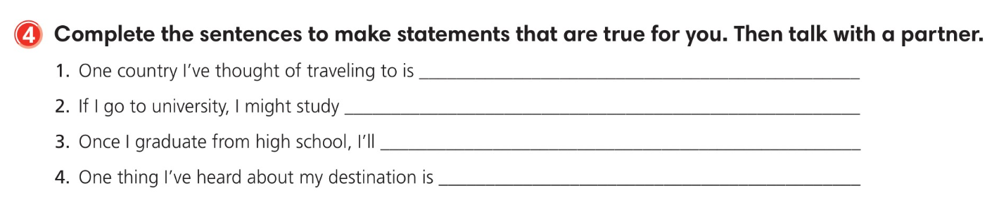 4 Complete the sentences to make statements that are true for you. Then talk with a partner.
1. One country I've thought of traveling to is
2. If I go to university, I might study
3. Once I graduate from high school, I'll
4. One thing I've heard about my destination is